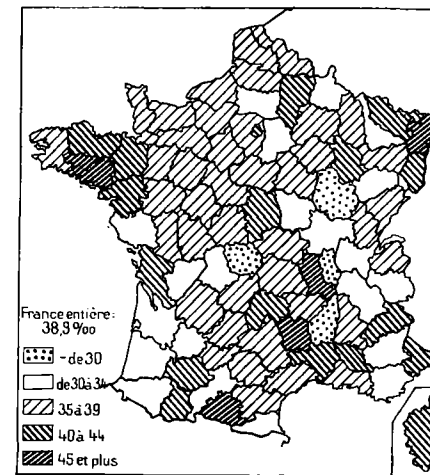 France entière:
38,9 ‰
- de 30
de 30 à 34
35 à 39
40 à 44
45 et plus